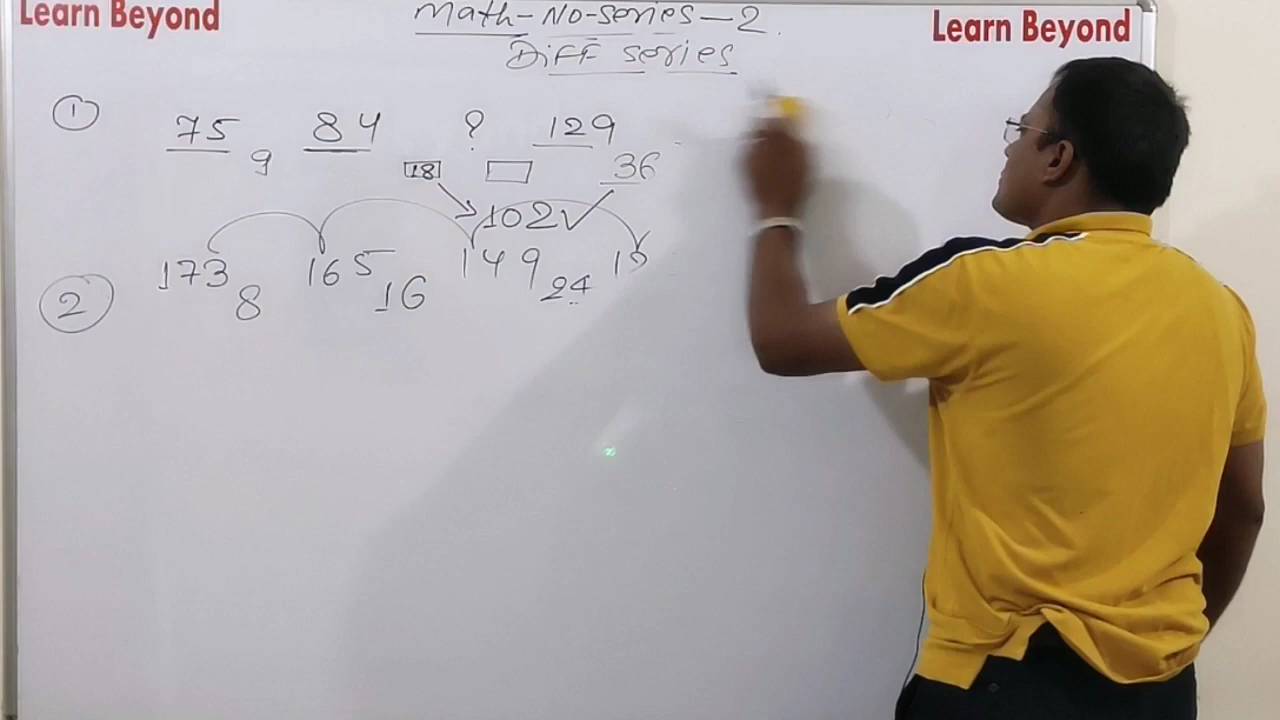 Learn Beyond
Math-No-series-2
Learn Beyond
Diff series
1 75 84 ? 129
9 18 36
102 ✓
2 173 165 149
8 16 24